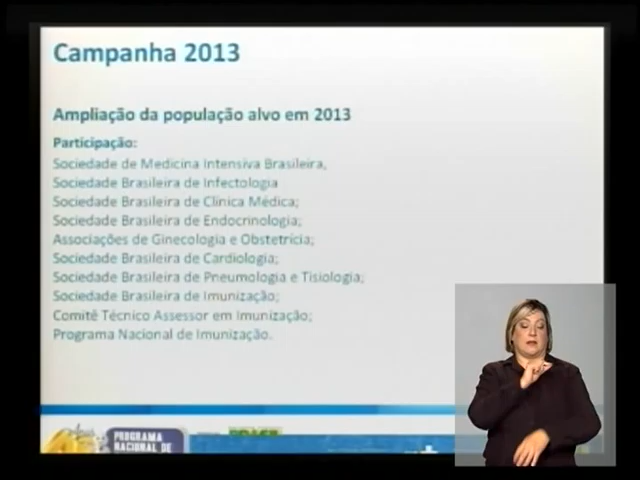 Campanha 2013
Ampliação da população alvo em 2013
Participação:
Sociedade de Medicina Intensiva Brasileira,
Sociedade Brasileira de Infectologia
Sociedade Brasileira de Clínica Médica;
Sociedade Brasileira de Endocrinologia;
Associações de Ginecologia e Obstetrícia;
Sociedade Brasileira de Cardiologia;
Sociedade Brasileira de Pneumologia e Tisiologia;
Sociedade Brasileira de Imunização;
Comitê Técnico Assessor em Imunização;
Programa Nacional de Imunização.
PROGRAMA
NACIONAL DE